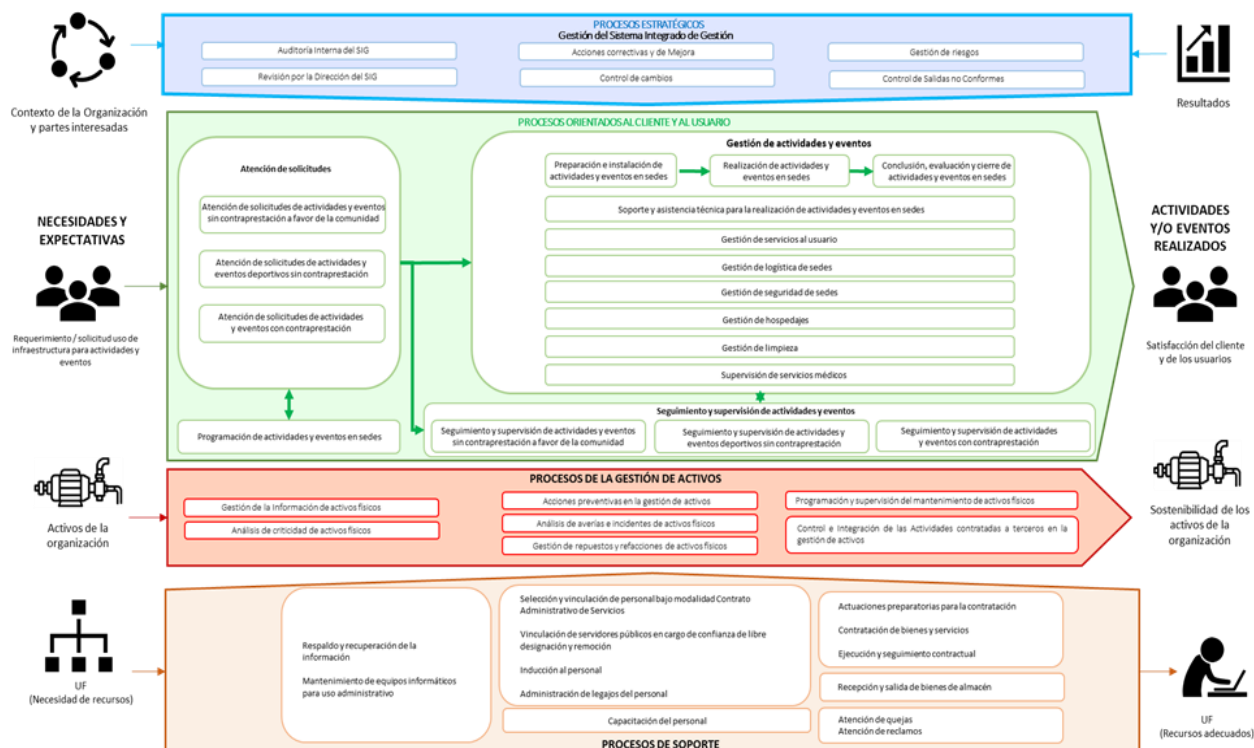 PROCESOS ESTRATÉGICOS
Gestión del Sistema Integrado de Gestión
Auditoría Interna del SIG
Acciones correctivas y de Mejora
Gestión de riesgos
Revisión por la Dirección del SIG
Control de cambios
Control de Salidas no Conformes
Contexto de la Organización
y partes interesadas
Resultados
PROCESOS ORIENTADOS AL CLIENTE Y AL USUARIO
Atención de solicitudes
Atención de solicitudes de actividades y eventos
sin contraprestación a favor de la comunidad
Atención de solicitudes de actividades y
eventos deportivos sin contraprestación
Atención de solicitudes de actividades
y eventos con contraprestación
Programación de actividades y eventos en sedes
Gestión de actividades y eventos
Preparación e instalación de
actividades y eventos en sedes
Realización de actividades y
eventos en sedes
Conclusión, evaluación y cierre de
actividades y eventos en sedes
Soporte y asistencia técnica para la realización de actividades y eventos en sedes
Gestión de servicios al usuario
Gestión de logística de sedes
Gestión de seguridad de sedes
Gestión de hospedajes
Gestión de limpieza
Supervisión de servicios médicos
Seguimiento y supervisión de actividades y eventos
Seguimiento y supervisión de actividades y eventos
sin contraprestación a favor de la comunidad
Seguimiento y supervisión de actividades y
eventos deportivos sin contraprestación
Seguimiento y supervisión de actividades
y eventos con contraprestación
NECESIDADES Y
EXPECTATIVAS
Requerimiento / solicitud uso de
infraestructura para actividades y
eventos
ACTIVIDADES
Y/O EVENTOS
REALIZADOS
Satisfacción del cliente
y de los usuarios
PROCESOS DE LA GESTIÓN DE ACTIVOS
Gestión de la Información de activos físicos
Análisis de criticidad de activos físicos
Acciones preventivas en la gestión de activos
Análisis de averías e incidentes de activos físicos
Gestión de repuestos y refacciones de activos físicos
Programación y supervisión del mantenimiento de activos físicos
Control e Integración de las Actividades contratadas a terceros en la
gestión de activos
Activos de la
organización
Sostenibilidad de los
activos de la
organización
Respaldo y recuperación de la
información
Mantenimiento de equipos informáticos
para uso administrativo
Selección y vinculación de personal bajo modalidad Contrato
Administrativo de Servicios
Vinculación de servidores públicos en cargo de confianza de libre
designación y remoción
Inducción al personal
Administración de legajos del personal
Capacitación del personal
Actuaciones preparatorias para la contratación
Contratación de bienes y servicios
Ejecución y seguimiento contractual
Recepción y salida de bienes de almacén
Atención de quejas
Atención de reclamos
PROCESOS DE SOPORTE
UF
(Necesidad de recursos)
UF
(Recursos adecuados)